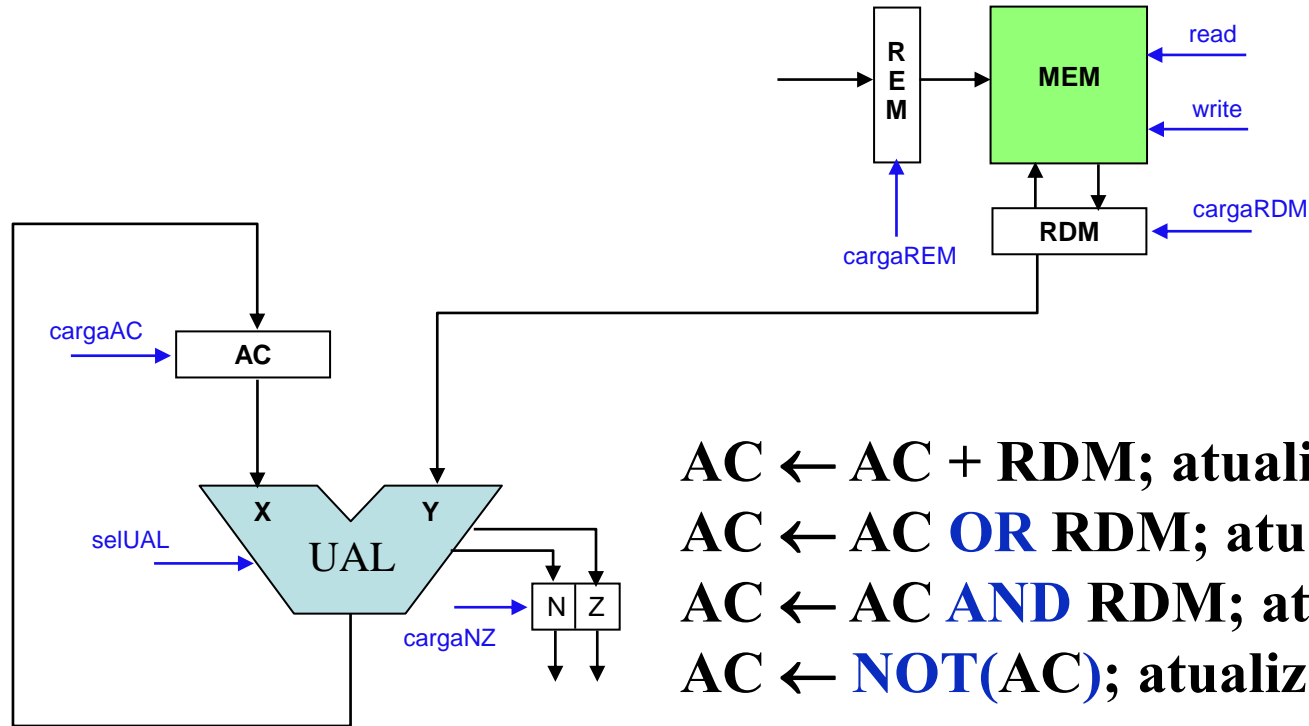 R
E
M
MEM
read
write
cargaREM
RDM
cargaRDM
cargaAC
AC
X
Y
selUAL
UAL
N Z
cargaNZ
AC ← AC + RDM; atuali
AC ← AC OR RDM; atu
AC ← AC AND RDM; at
AC ← NOT(AC); atualiz